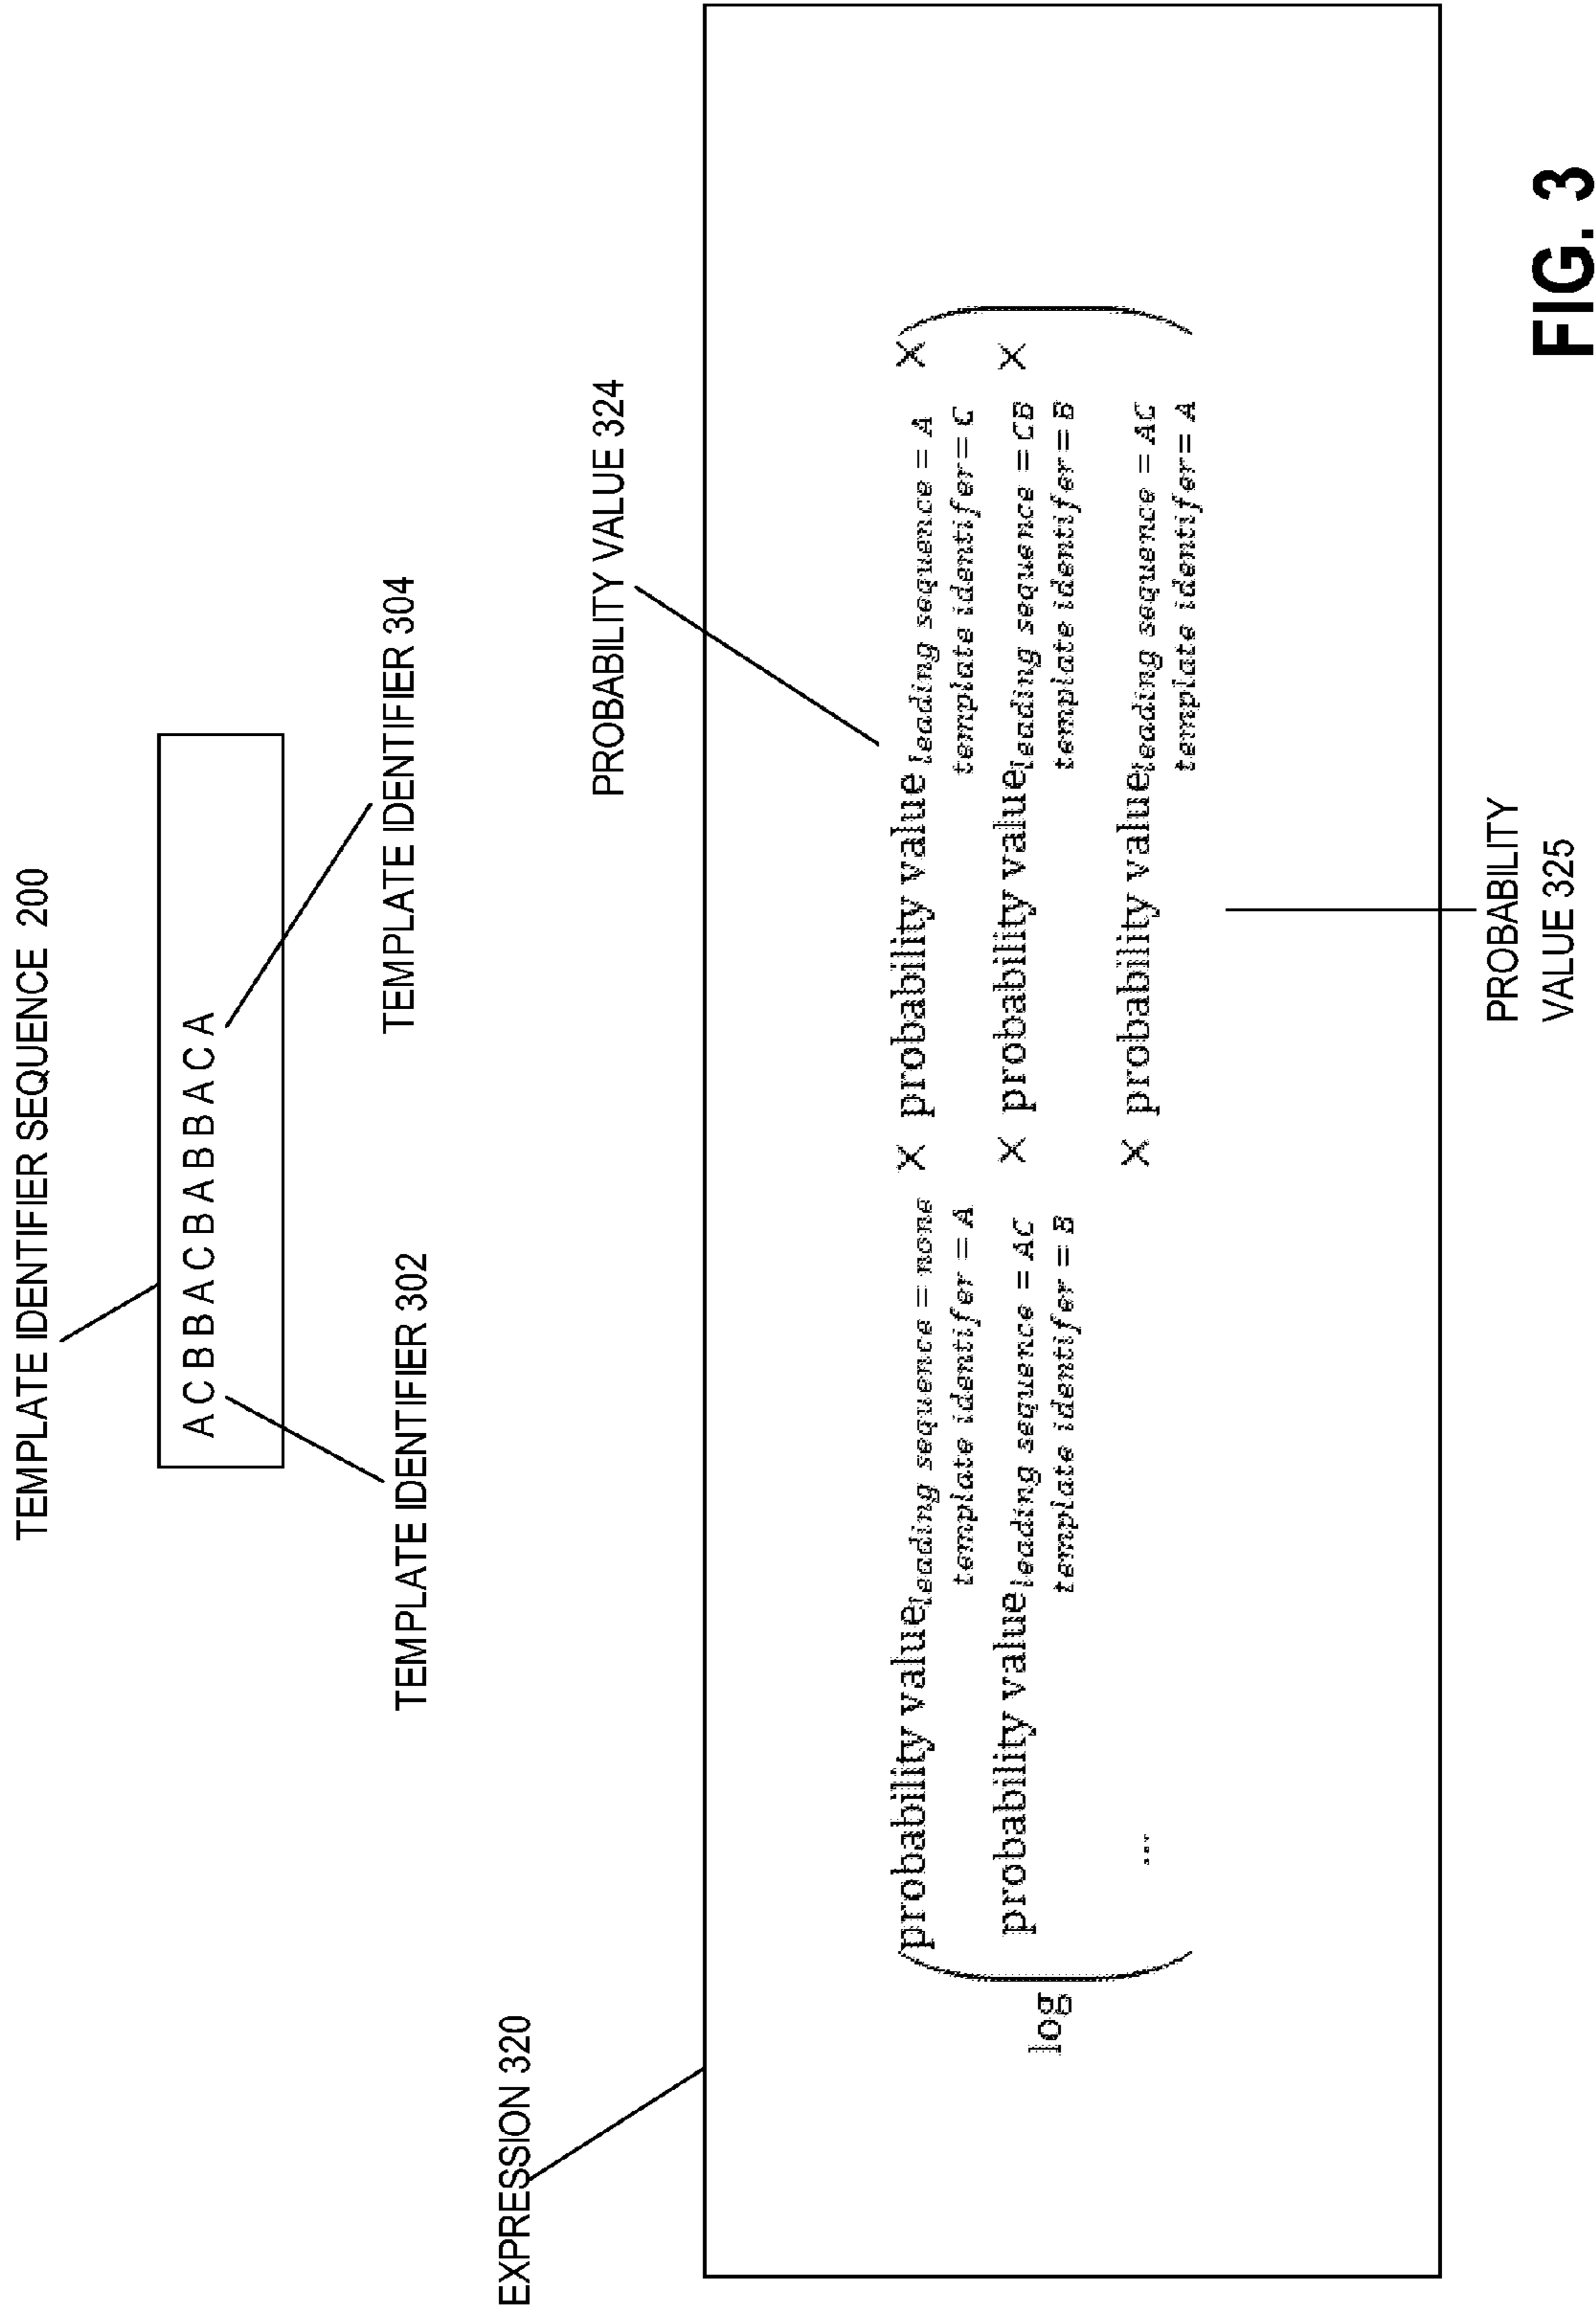 TEMPLATE IDENTIFIER SEQUENCE 200
A C B B A C B A B B A C A
TEMPLATE IDENTIFIER 302
TEMPLATE IDENTIFIER 304
EXPRESSION 320
PROBABILITY VALUE 324
log
probability value leading sequence = none × probability value leading sequence = A ×
template identifer = A template identifer = C
probability value leading sequence = AC × probability value leading sequence = CB ×
template identifer = B template identifer = B
... × probability value leading sequence = AC
template identifer = A
PROBABILITY
VALUE 325
FIG. 3